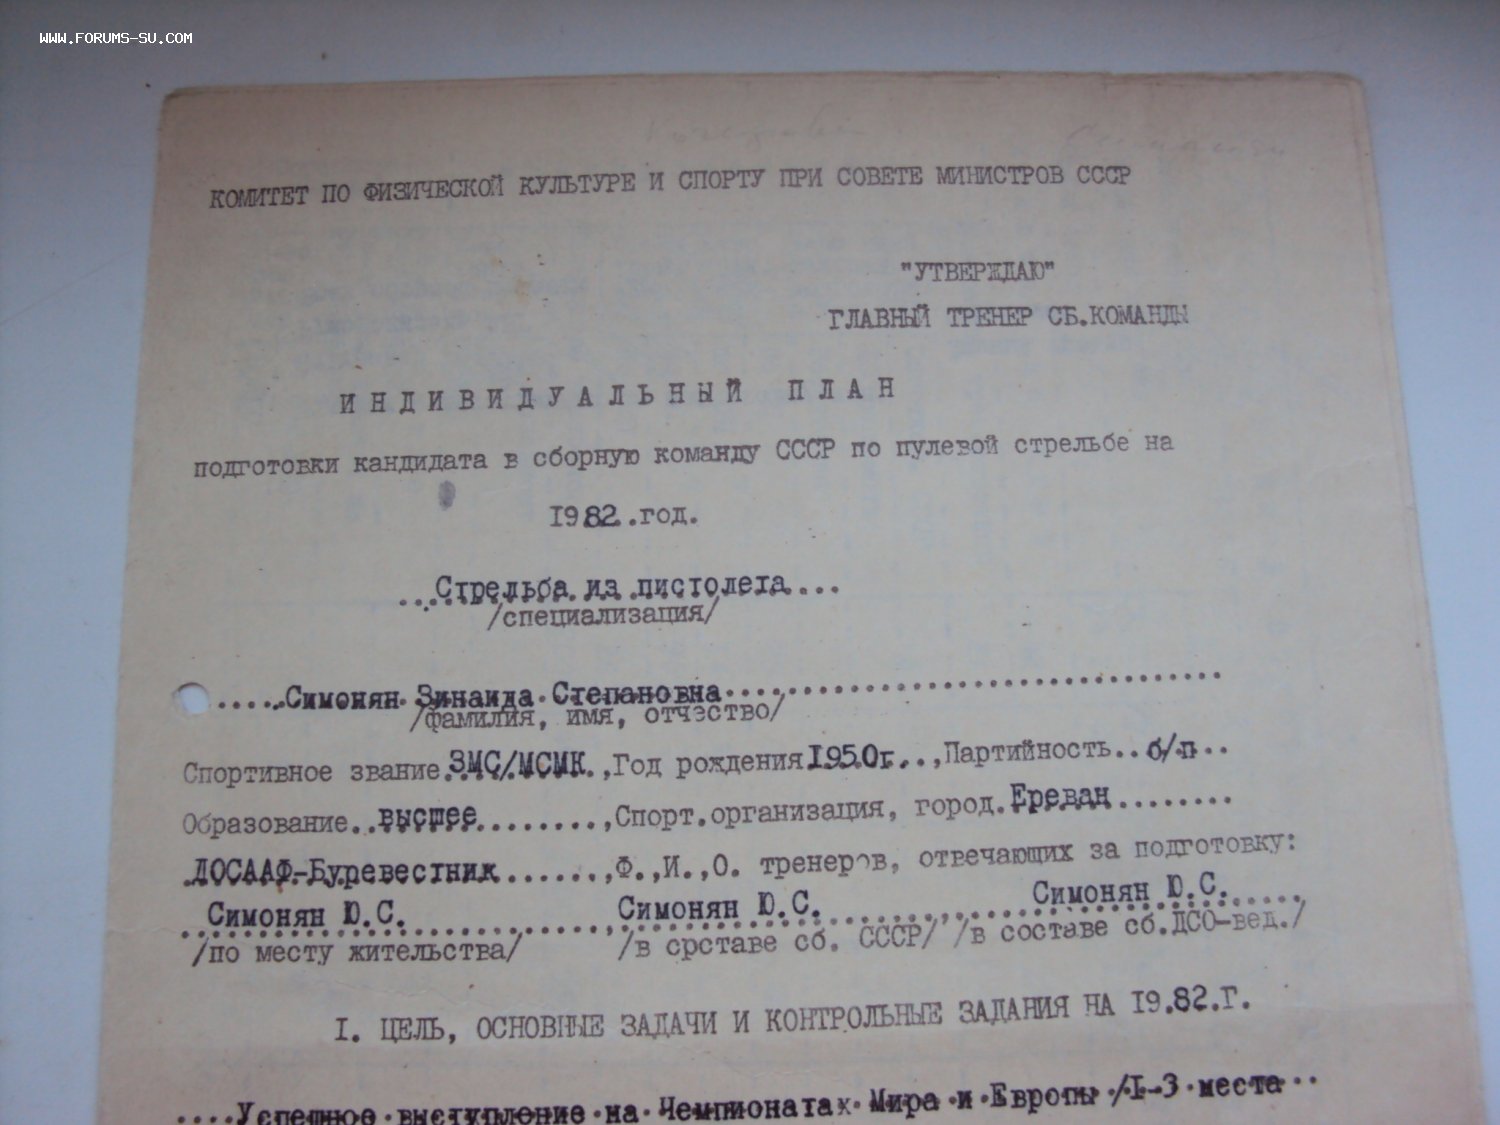 WWW.FORUMS-SU.COM
КОМИТЕТ ПО ФИЗИЧЕСКОЙ КУЛЬТУРЕ И СПОРТУ ПРИ СОВЕТЕ МИНИСТРОВ СССР
"УТВЕРЖДАЮ"
ГЛАВНЫЙ ТРЕНЕР СБ.КОМАНДЫ
ИНДИВИДУАЛЬНЫЙ ПЛАН
подготовки кандидата в сборную команду СССР по пулевой стрельбе на
1982.год.
...Стрельба из пистолета....
/специализация/
.....Симонян Зинаида Степановна.................................
/фамилия, имя, отчество/
Спортивное звание ЗМС/МСМК.,Год рождения 1950г..,Партийность..б/п...
Образование..высшее.........,Спорт.организация, город.Ереван........
ДОСААФ-Буревестник.......,Ф.,И.,О. тренеров, отвечающих за подготовку:
Симонян Ю.С. Симонян Ю.С. Симонян Ю.С.
/по месту жительства/ /в срставе сб. СССР/ /в составе сб.ДСО-вед./
I. ЦЕЛЬ, ОСНОВНЫЕ ЗАДАЧИ И КОНТРОЛЬНЫЕ ЗАДАНИЯ НА 19.82.Г.
....Успешное выступление на Чемпионатах Мира и Европы /I-3 места..